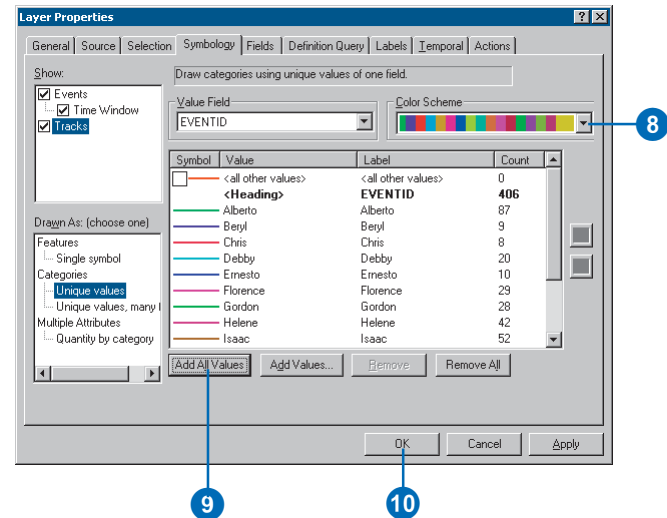 Layer Properties
General Source Selection Symbology Fields Definition Query Labels Temporal Actions
Show:
Events
Time Window
Tracks
Drawn As: (choose one)
Features
Single symbol
Categories
Unique values
Unique values, many f
Multiple Attributes
Quantity by category
Draw categories using unique values of one field.
Value Field
EVENTID
Color Scheme
8
Symbol Value Label Count
<all other values> <all other values> 0
<Heading> EVENTID 406
Alberto Alberto 87
Beryl Beryl 9
Chris Chris 8
Debby Debby 20
Ernesto Ernesto 10
Florence Florence 29
Gordon Gordon 28
Helene Helene 42
Isaac Isaac 52
Add All Values Add Values... Remove Remove All
OK Cancel Apply
9 10